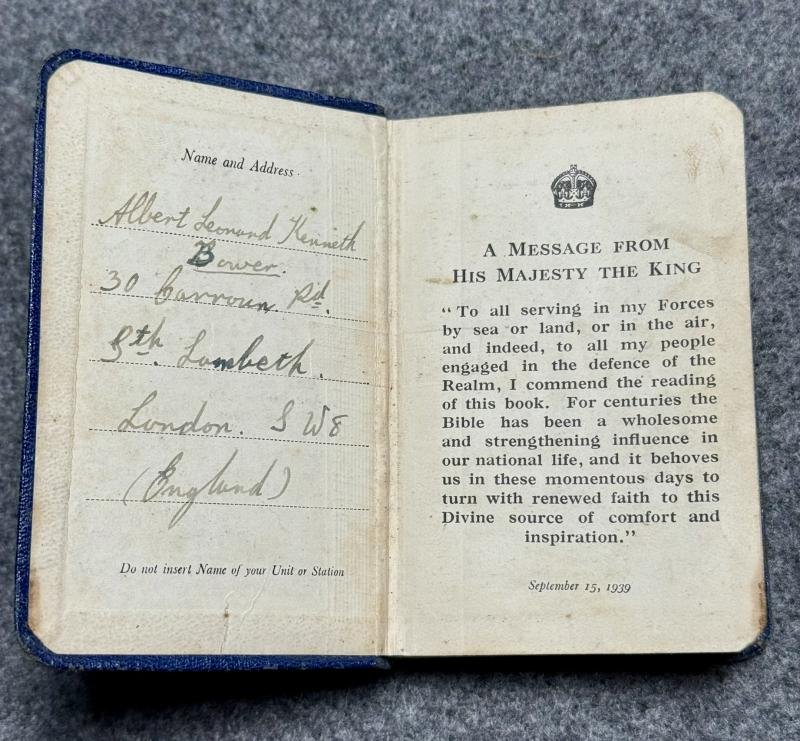 Name and Address
Albert Leonard Kenneth
Bower.
30 Carroun Rd.
Sth. Lambeth.
London. S W8
(England)
Do not insert Name of your Unit or Station
A Message from
His Majesty the King
“To all serving in my Forces
by sea or land, or in the air,
and indeed, to all my people
engaged in the defence of the
Realm, I commend the reading
of this book. For centuries the
Bible has been a wholesome
and strengthening influence in
our national life, and it behoves
us in these momentous days to
turn with renewed faith to this
Divine source of comfort and
inspiration.”
September 15, 1939